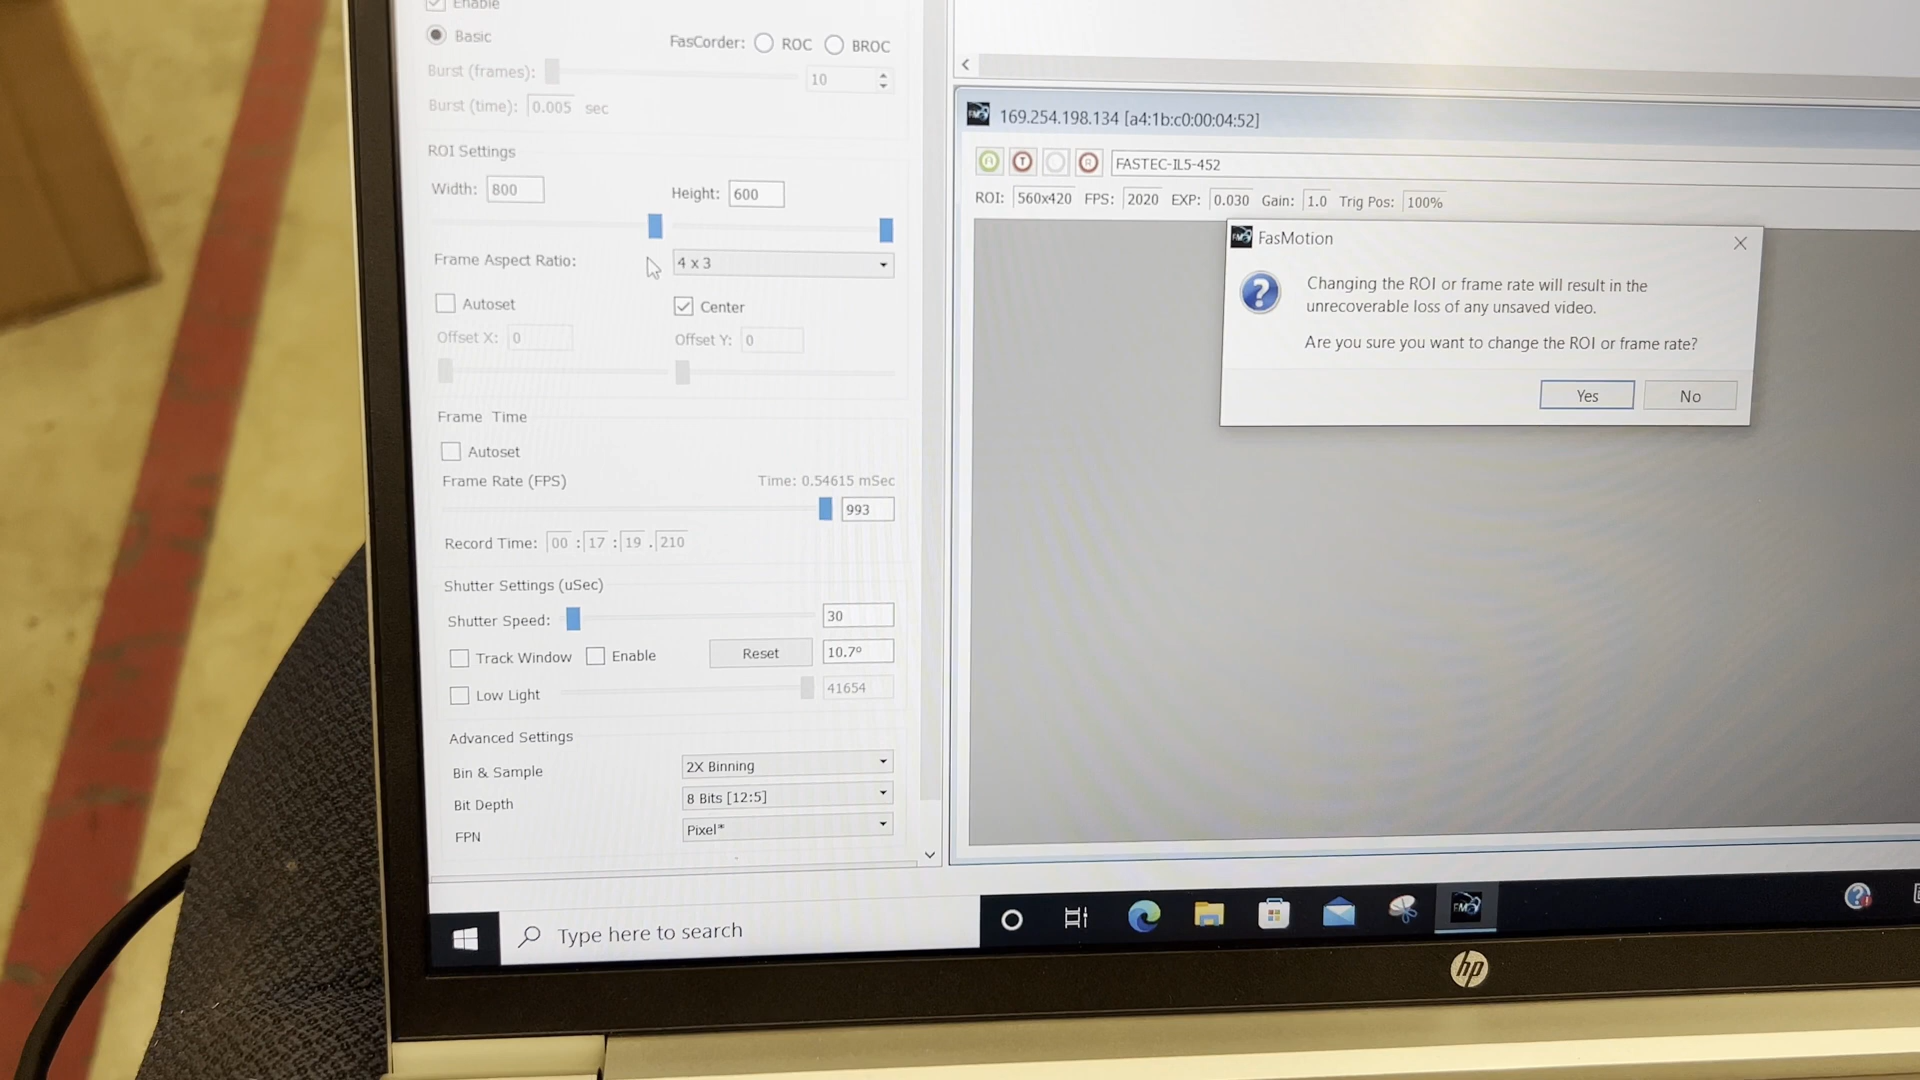 Enable
Basic
FasCorder: ROC BROC
Burst (frames): 10
Burst (time): 0.005 sec
ROI Settings
Width: 800 Height: 600
Frame Aspect Ratio: 4 x 3
Autoset Center
Offset X: 0 Offset Y: 0
Frame Time
Autoset
Frame Rate (FPS) Time: 0.54615 mSec
993
Record Time: 00 : 17 : 19 . 210
Shutter Settings (uSec)
Shutter Speed: 30
Track Window Enable Reset 10.7º
Low Light 41654
Advanced Settings
Bin & Sample 2X Binning
Bit Depth 8 Bits [12:5]
FPN Pixel*
169.254.198.134 [a4:1b:c0:00:04:52]
T R FASTEC-IL5-452
ROI: 560x420 FPS: 2020 EXP: 0.030 Gain: 1.0 Trig Pos: 100%
FasMotion
Changing the ROI or frame rate will result in the
unrecoverable loss of any unsaved video.
Are you sure you want to change the ROI or frame rate?
Yes No
Type here to search
hp